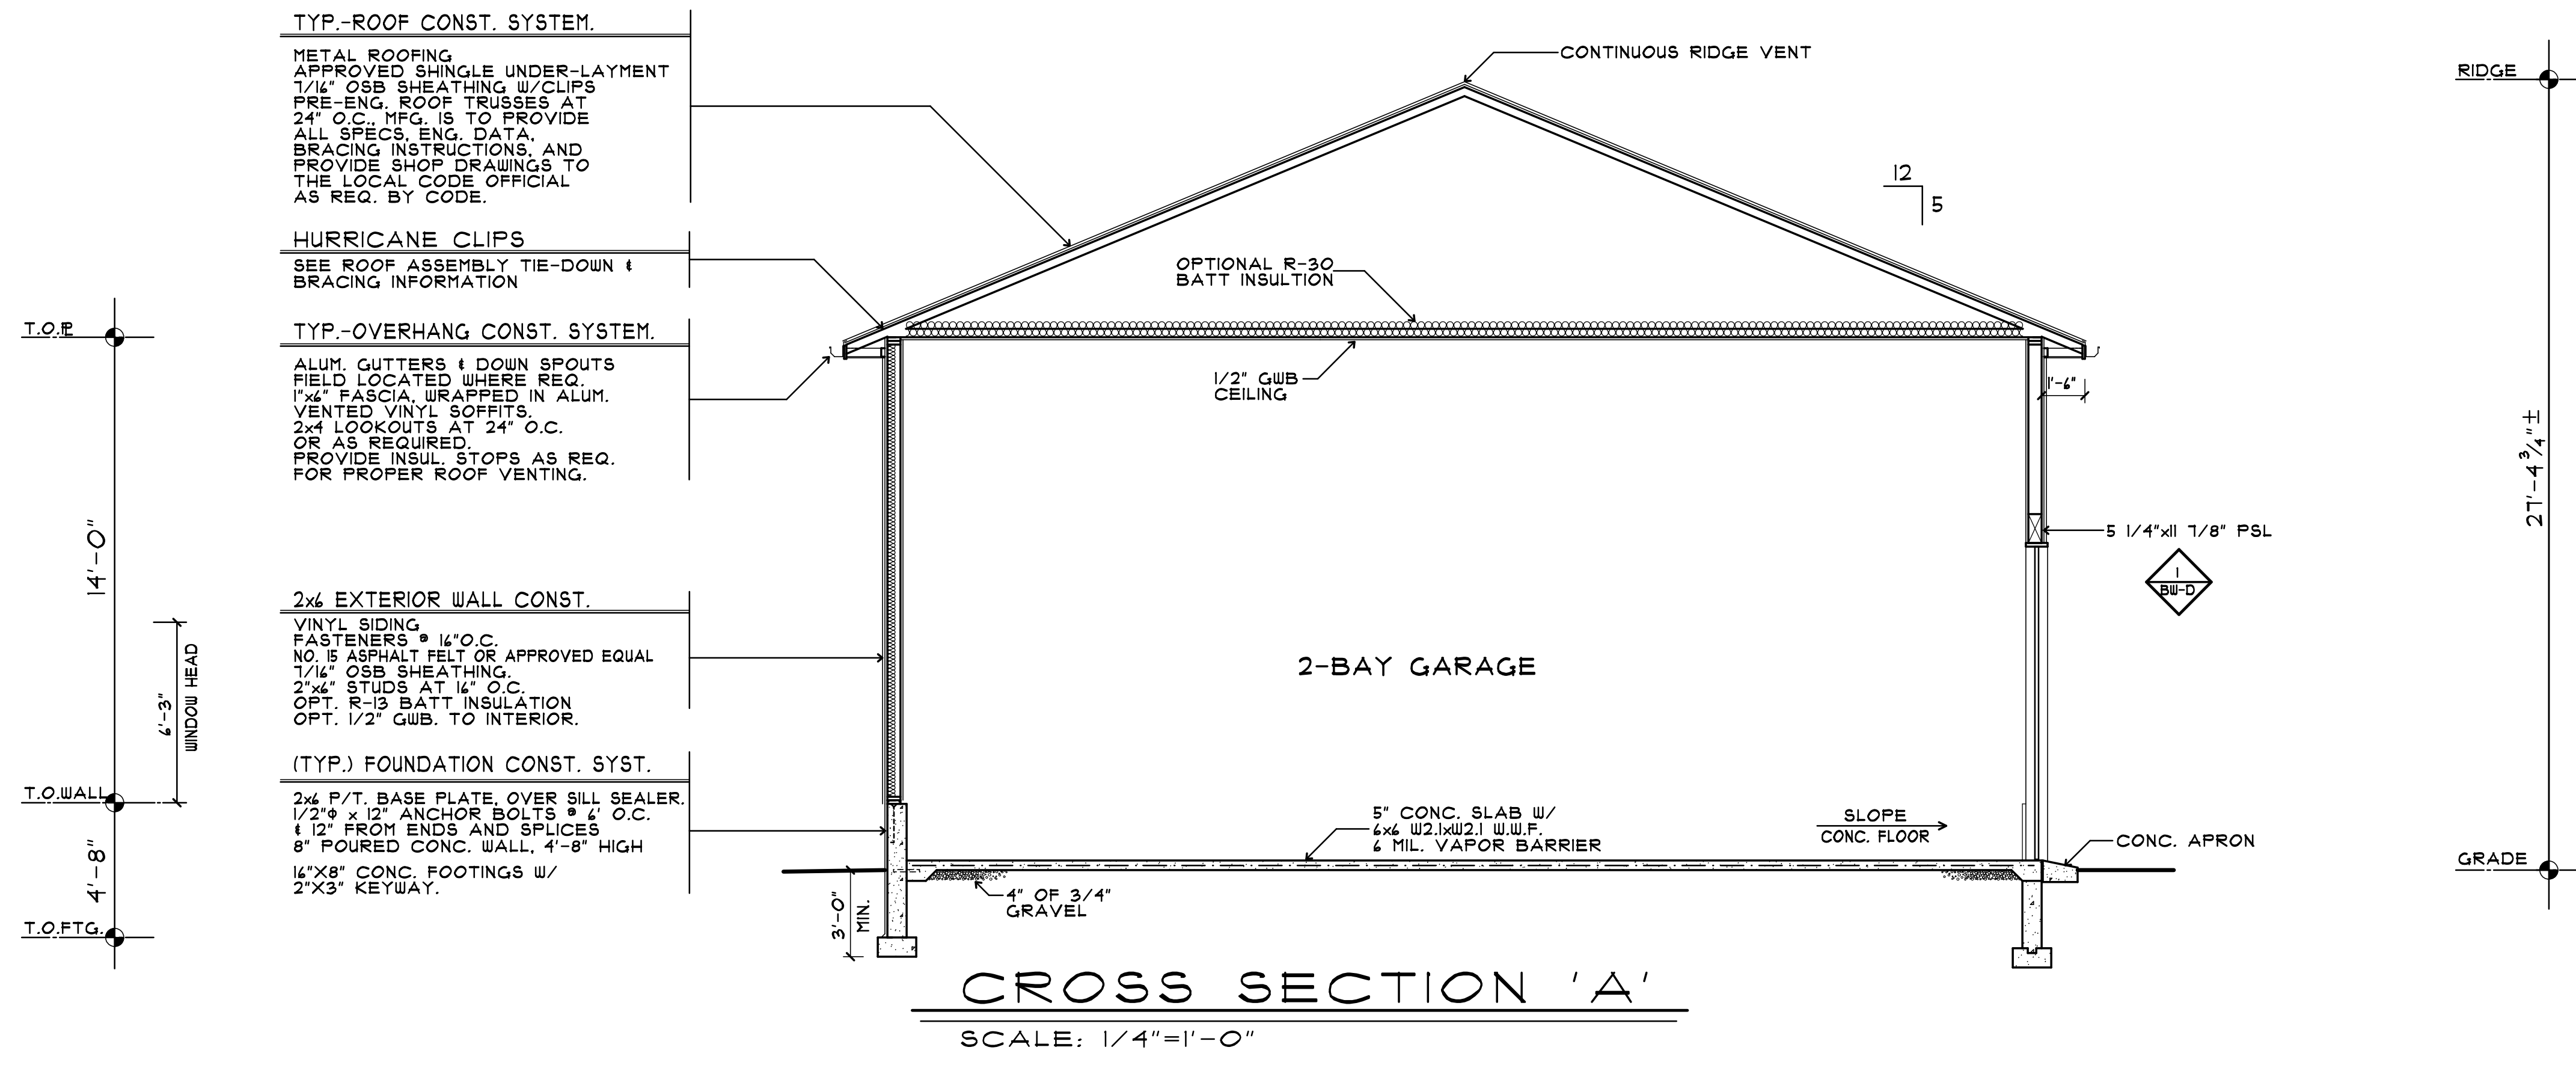 TYP.-ROOF CONST. SYSTEM.
METAL ROOFING
APPROVED SHINGLE UNDER-LAYMENT
7/16" OSB SHEATHING W/CLIPS
PRE-ENG. ROOF TRUSSES AT
24" O.C., MFG. IS TO PROVIDE
ALL SPECS, ENG. DATA,
BRACING INSTRUCTIONS, AND
PROVIDE SHOP DRAWINGS TO
THE LOCAL CODE OFFICIAL
AS REQ. BY CODE.
HURRICANE CLIPS
SEE ROOF ASSEMBLY TIE-DOWN &
BRACING INFORMATION
TYP.-OVERHANG CONST. SYSTEM.
ALUM. GUTTERS & DOWN SPOUTS
FIELD LOCATED WHERE REQ.
1"x6" FASCIA, WRAPPED IN ALUM.
VENTED VINYL SOFFITS.
2x4 LOOKOUTS AT 24" O.C.
OR AS REQUIRED.
PROVIDE INSUL. STOPS AS REQ.
FOR PROPER ROOF VENTING.
2x6 EXTERIOR WALL CONST.
VINYL SIDING
FASTENERS @ 16"O.C.
NO. 15 ASPHALT FELT OR APPROVED EQUAL
7/16" OSB SHEATHING.
2"x6" STUDS AT 16" O.C.
OPT. R-13 BATT INSULATION
OPT. 1/2" GWB. TO INTERIOR.
(TYP.) FOUNDATION CONST. SYST.
2x6 P/T. BASE PLATE, OVER SILL SEALER.
1/2"Φ x 12" ANCHOR BOLTS @ 6' O.C.
& 12" FROM ENDS AND SPLICES
8" POURED CONC. WALL, 4'-8" HIGH
16"X8" CONC. FOOTINGS W/
2"X3" KEYWAY.
T.O.PL
14'-0"
6'-3"
WINDOW HEAD
T.O.WALL
4'-8"
T.O.FTG.
CONTINUOUS RIDGE VENT
12
5
OPTIONAL R-30
BATT INSULTION
1/2" GWB
CEILING
1'-6"
5 1/4"x11 7/8" PSL
1
BW-D
2-BAY GARAGE
5" CONC. SLAB W/
6x6 W2.1xW2.1 W.W.F.
6 MIL. VAPOR BARRIER
SLOPE
CONC. FLOOR
CONC. APRON
4" OF 3/4"
GRAVEL
3'-0"
MIN.
RIDGE
27'-4 3/4"±
GRADE
CROSS SECTION 'A'
SCALE: 1/4"=1'-0"